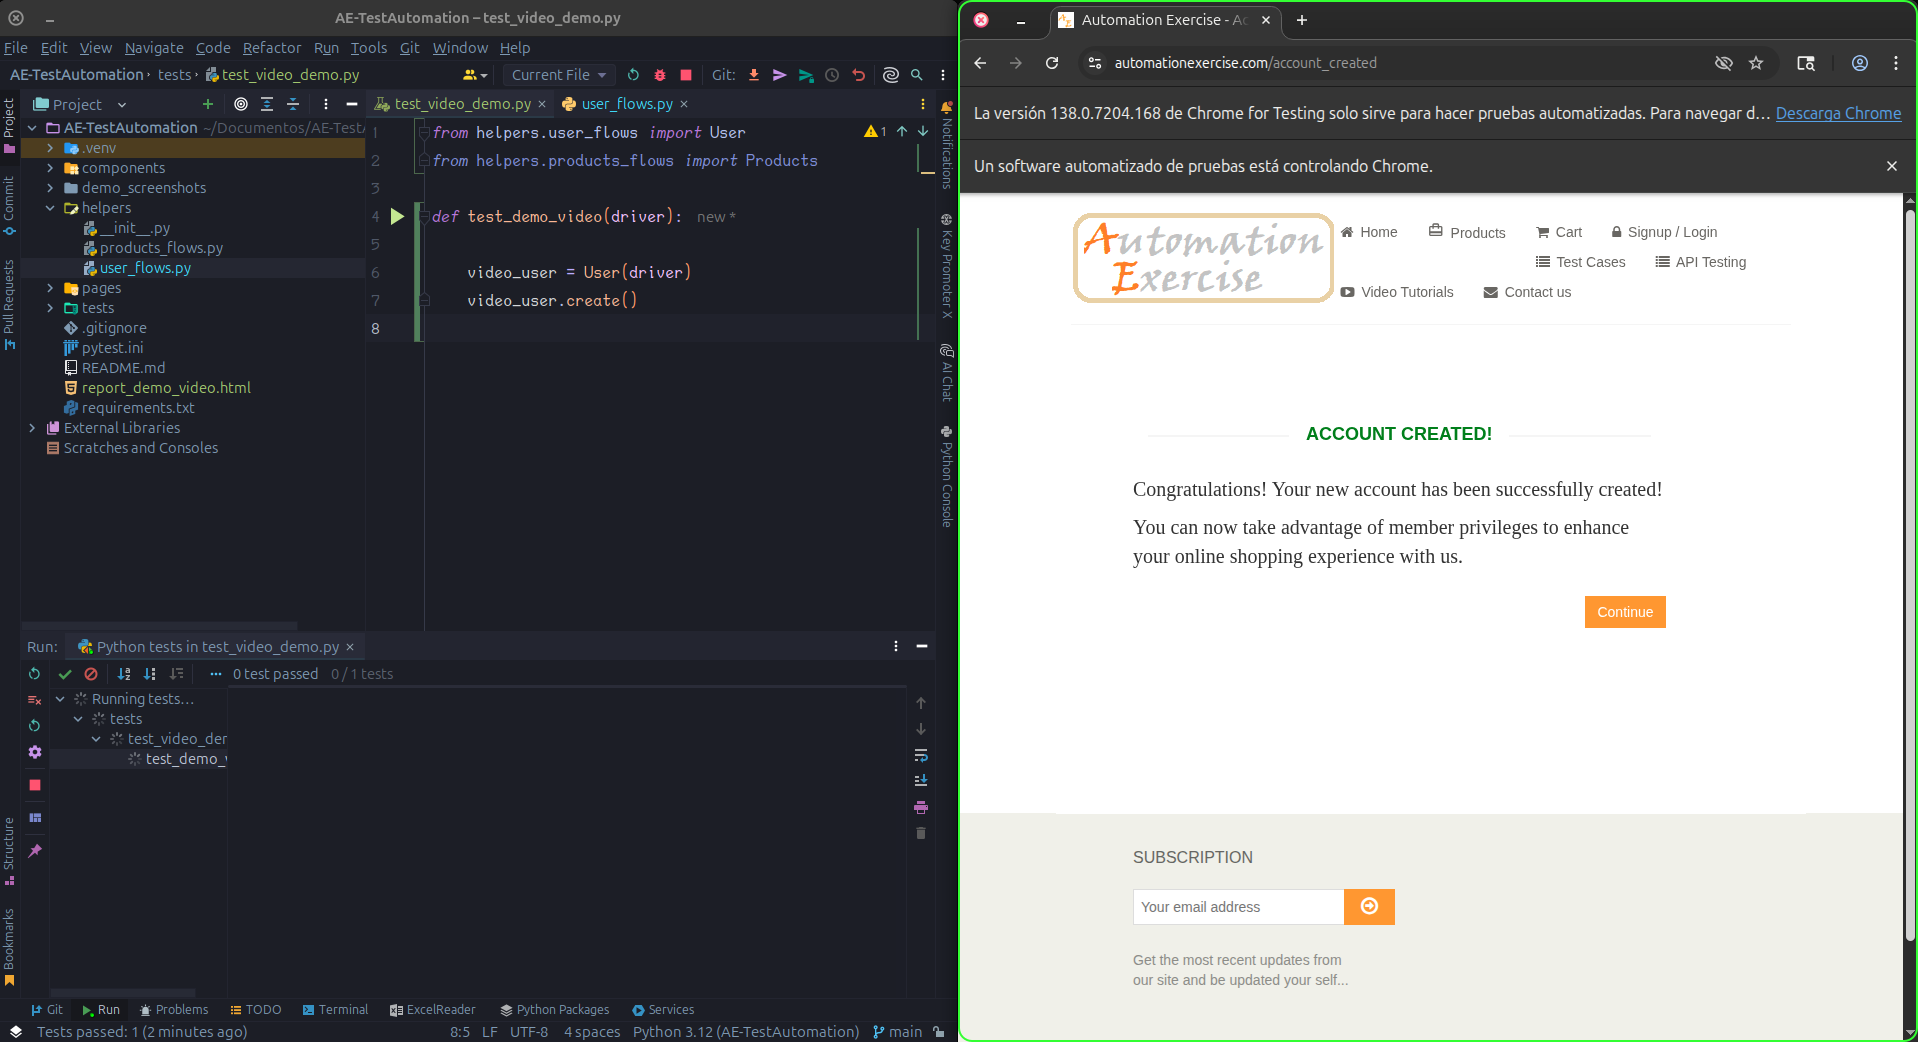 AE-TestAutomation – test_video_demo.py
File Edit View Navigate Code Refactor Run Tools Git Window Help
AE-TestAutomation › tests › test_video_demo.py Current File Git:
Project
AE-TestAutomation ~/Documentos/AE-TestA
.venv
components
demo_screenshots
helpers
__init__.py
products_flows.py
user_flows.py
pages
tests
.gitignore
pytest.ini
README.md
report_demo_video.html
requirements.txt
External Libraries
Scratches and Consoles
Project
Commit
Pull Requests
Structure
Bookmarks
test_video_demo.py × user_flows.py ×
1 from helpers.user_flows import User
2 from helpers.products_flows import Products
3
4 def test_demo_video(driver): new *
5
6 video_user = User(driver)
7 video_user.create()
8
1
Notifications
Key Promoter X
AI Chat
Python Console
Run: Python tests in test_video_demo.py ×
0 test passed 0 / 1 tests
Running tests…
tests
test_video_der
test_demo_v
Git Run Problems TODO Terminal ExcelReader Python Packages Services
Tests passed: 1 (2 minutes ago) 8:5 LF UTF-8 4 spaces Python 3.12 (AE-TestAutomation) main
Automation Exercise - Ac
automationexercise.com/account_created
La versión 138.0.7204.168 de Chrome for Testing solo sirve para hacer pruebas automatizadas. Para navegar d... Descarga Chrome
Un software automatizado de pruebas está controlando Chrome.
Automation
Exercise
Home Products Cart Signup / Login
Test Cases API Testing
Video Tutorials Contact us
ACCOUNT CREATED!
Congratulations! Your new account has been successfully created!
You can now take advantage of member privileges to enhance
your online shopping experience with us.
Continue
SUBSCRIPTION
Your email address
Get the most recent updates from
our site and be updated your self...